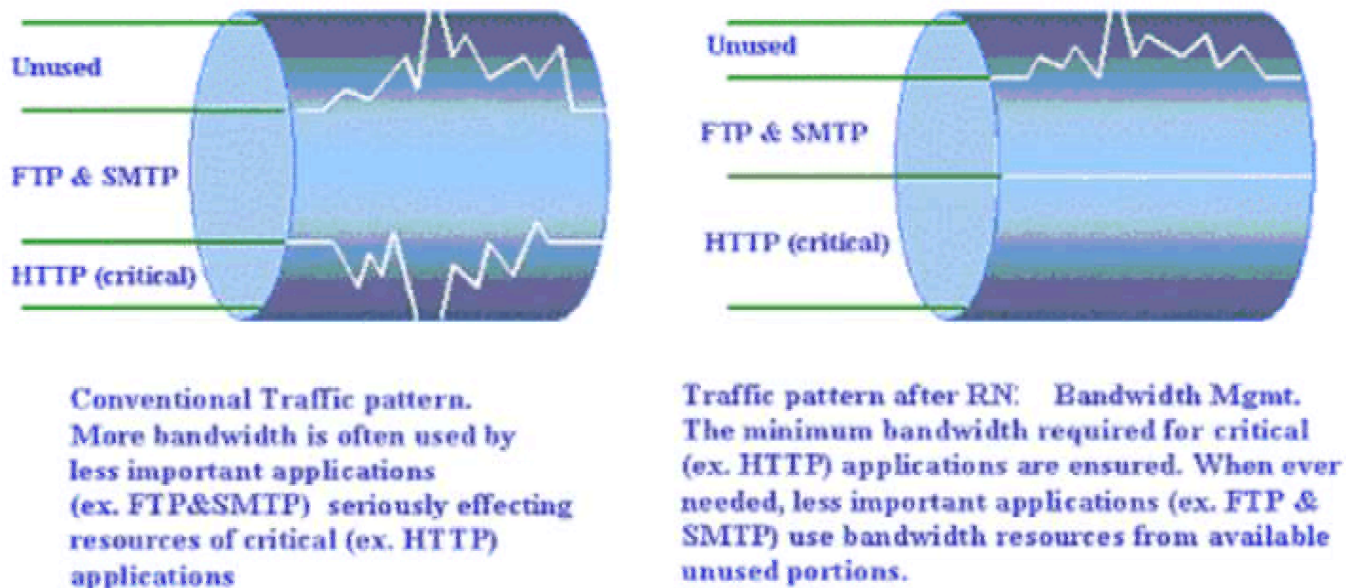 Unused
FTP & SMTP
HTTP (critical)
Conventional Traffic pattern.
More bandwidth is often used by
less important applications
(ex. FTP&SMTP) seriously effecting
resources of critical (ex. HTTP)
applications
Unused
FTP & SMTP
HTTP (critical)
Traffic pattern after RN: Bandwidth Mgmt.
The minimum bandwidth required for critical
(ex. HTTP) applications are ensured. When ever
needed, less important applications (ex. FTP &
SMTP) use bandwidth resources from available
unused portions.